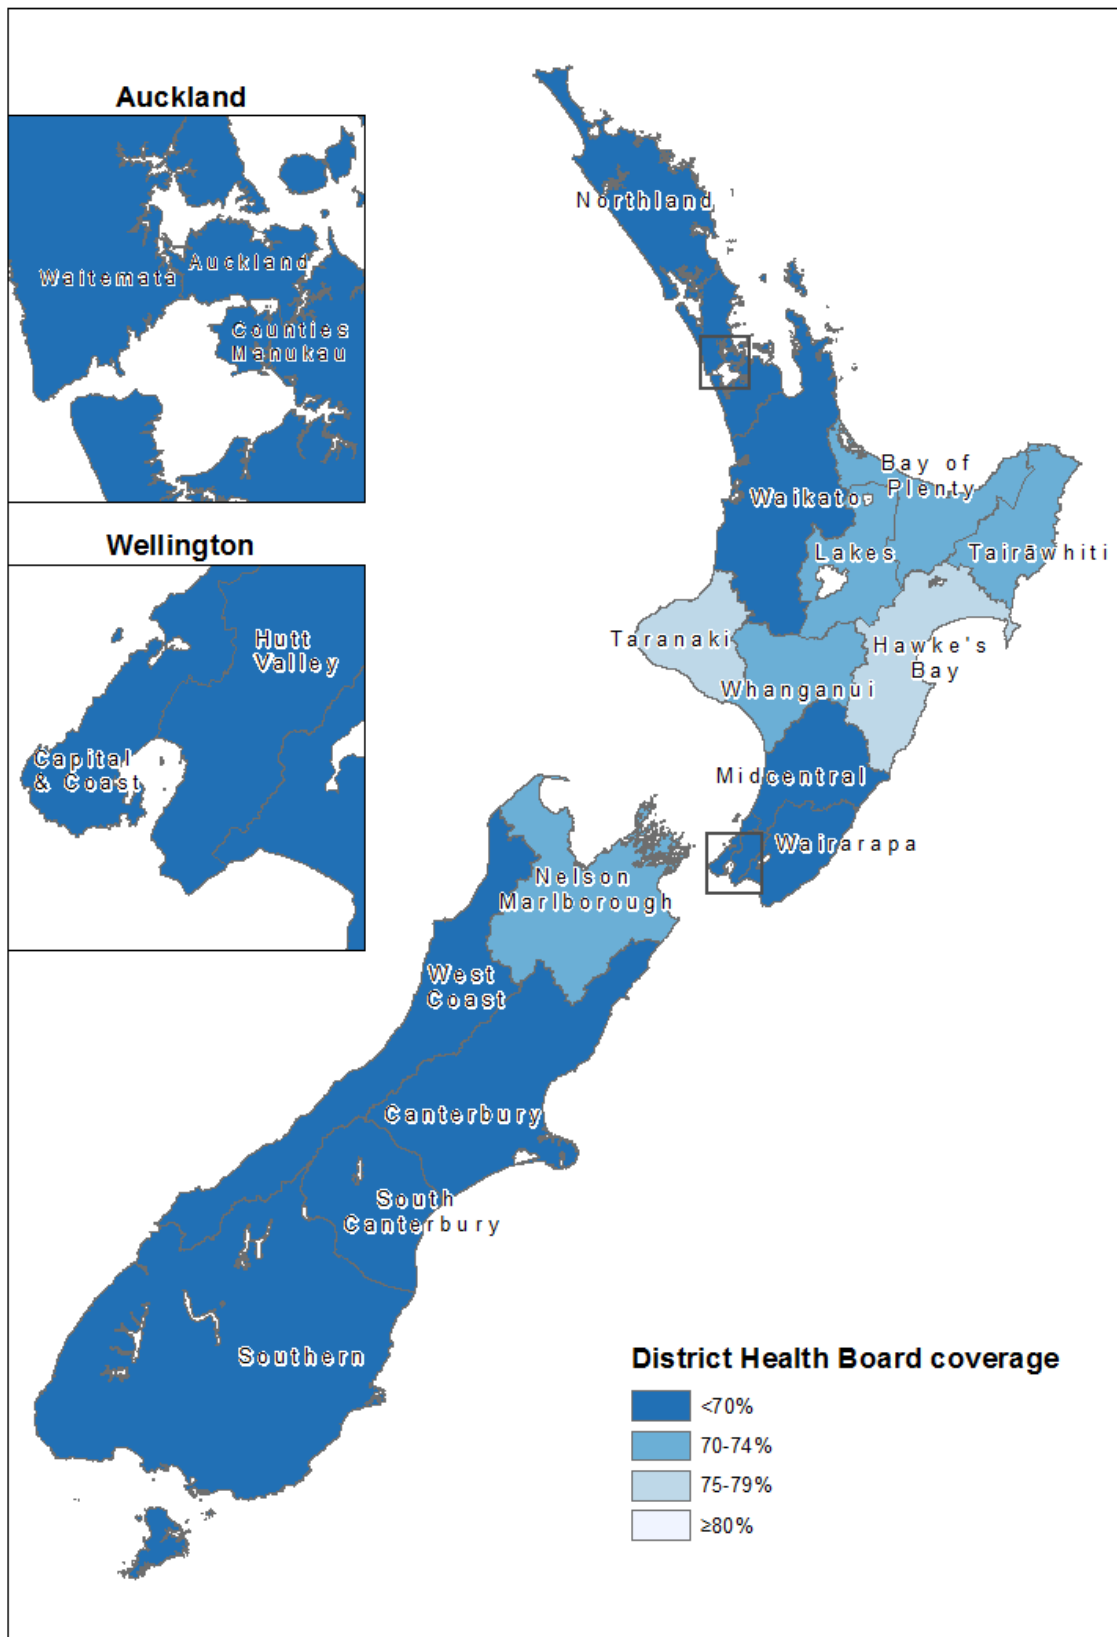 Auckland
Waitemata
Auckland
Counties
Manukau
Wellington
Hutt
Valley
Capital
& Coast
Northland
Waikato
Bay of
Plenty
Lakes
Tairāwhiti
Taranaki
Hawke's
Bay
Whanganui
Midcentral
Wairarapa
Nelson
Marlborough
West
Coast
Canterbury
South
Canterbury
Southern
District Health Board coverage
<70%
70-74%
75-79%
≥80%